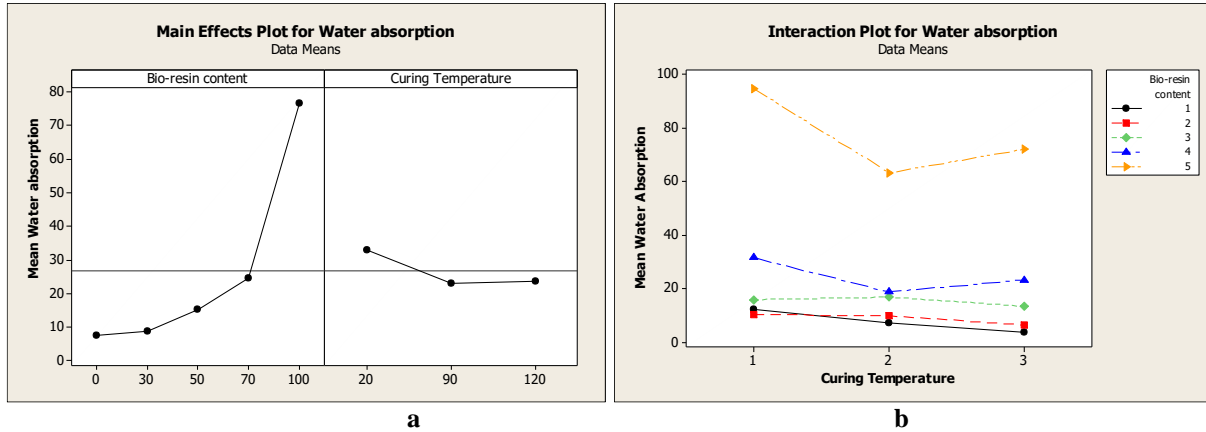 Main Effects Plot for Water absorption
Data Means
Bio-resin content
Curing Temperature
Mean Water absorption
80
70
60
50
40
30
20
10
0
0 30 50 70 100
20 90 120
a
Interaction Plot for Water absorption
Data Means
Mean Water Absorption
100
80
60
40
20
0
1 2 3
Curing Temperature
Bio-resin
content
1
2
3
4
5
b